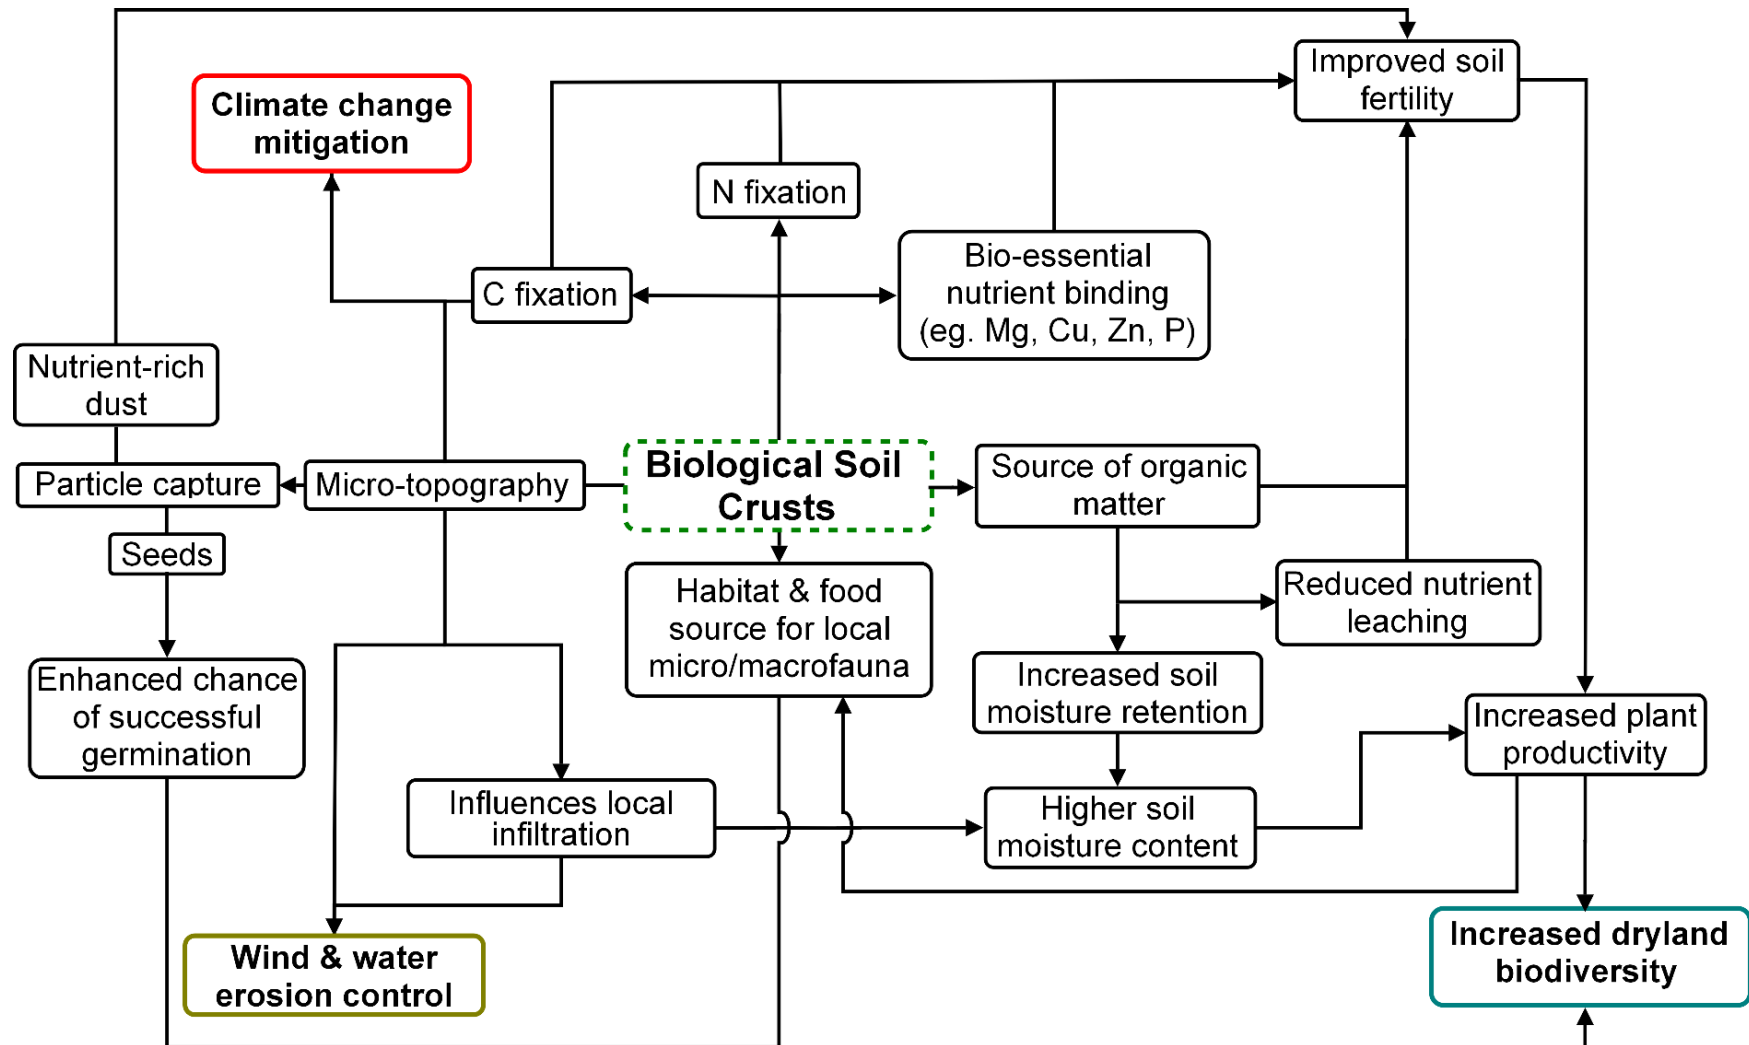 Improved soil
fertility
Climate change
mitigation
N fixation
Bio-essential
nutrient binding
(eg. Mg, Cu, Zn, P)
C fixation
Nutrient-rich
dust
Particle capture
Micro-topography
Biological Soil
Crusts
Source of organic
matter
Seeds
Habitat & food
source for local
micro/macrofauna
Reduced nutrient
leaching
Enhanced chance
of successful
germination
Increased soil
moisture retention
Increased plant
productivity
Influences local
infiltration
Higher soil
moisture content
Wind & water
erosion control
Increased dryland
biodiversity